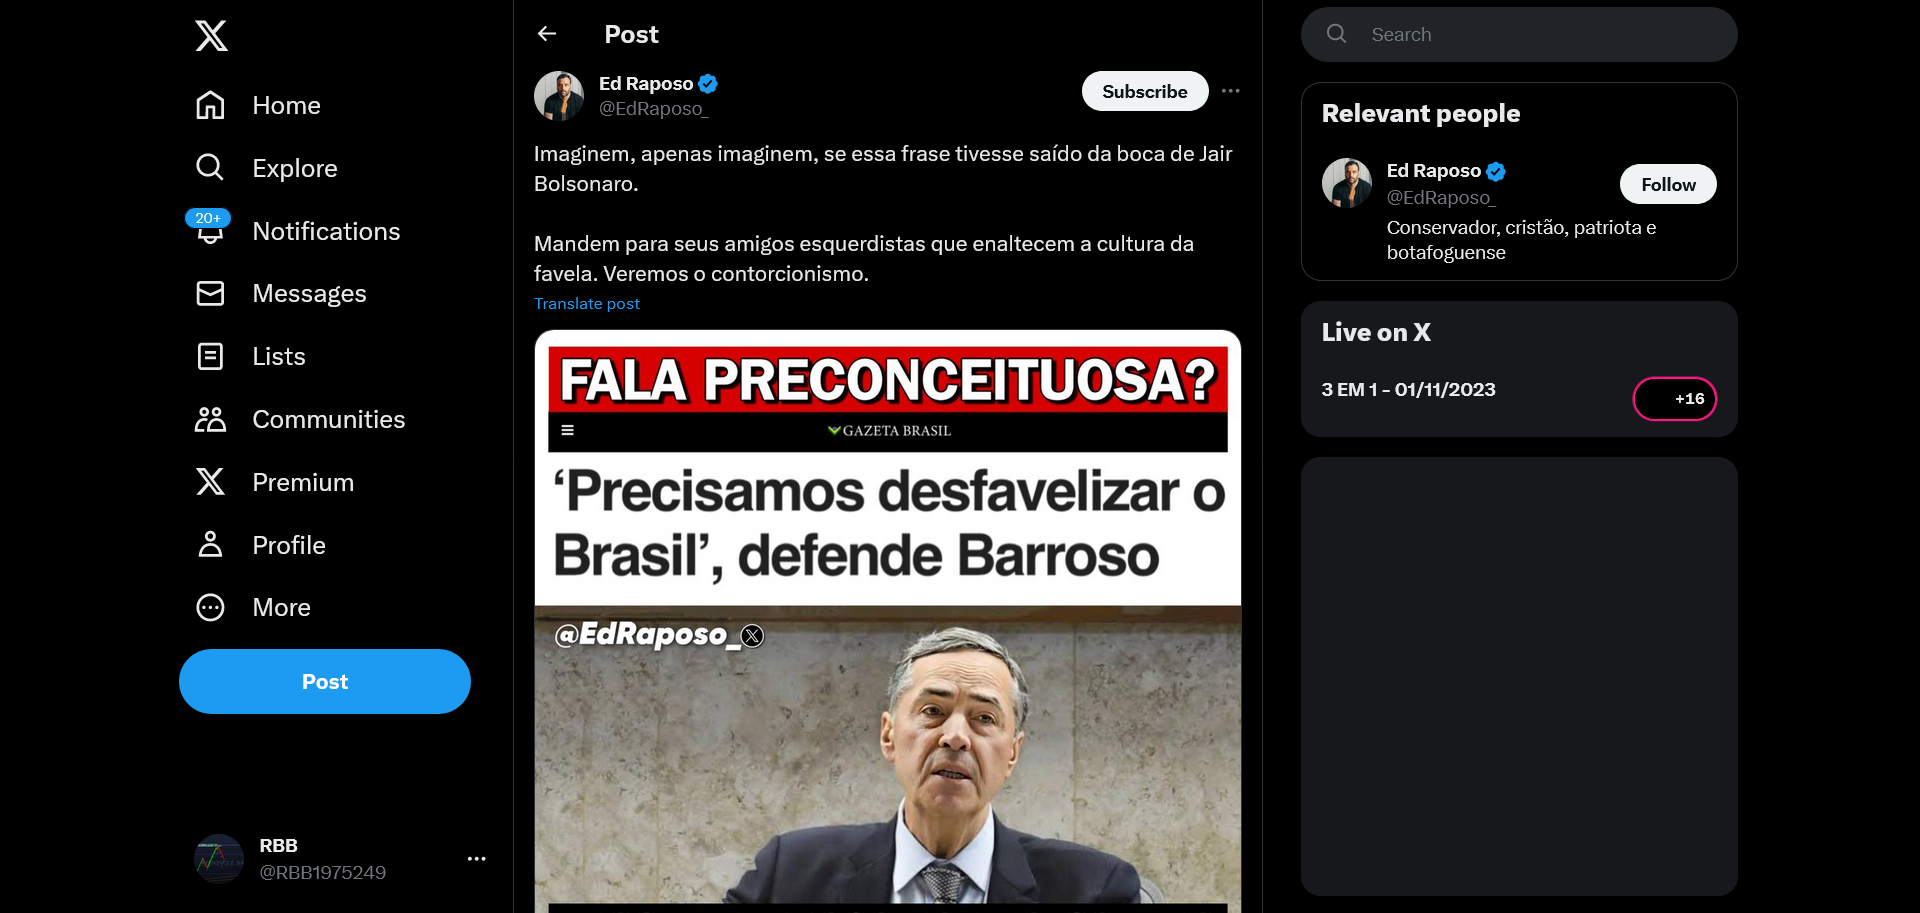 Home
Explore
20+
Notifications
Messages
Lists
Communities
Premium
Profile
More
Post
RBB
@RBB1975249
Post
Ed Raposo
@EdRaposo_
Subscribe
Imaginem, apenas imaginem, se essa frase tivesse saído da boca de Jair
Bolsonaro.
Mandem para seus amigos esquerdistas que enaltecem a cultura da
favela. Veremos o contorcionismo.
Translate post
FALA PRECONCEITUOSA?
GAZETA BRASIL
‘Precisamos desfavelizar o
Brasil’, defende Barroso
@EdRaposo_
Search
Relevant people
Ed Raposo
@EdRaposo_
Follow
Conservador, cristão, patriota e
botafoguense
Live on X
3 EM 1 - 01/11/2023
+16